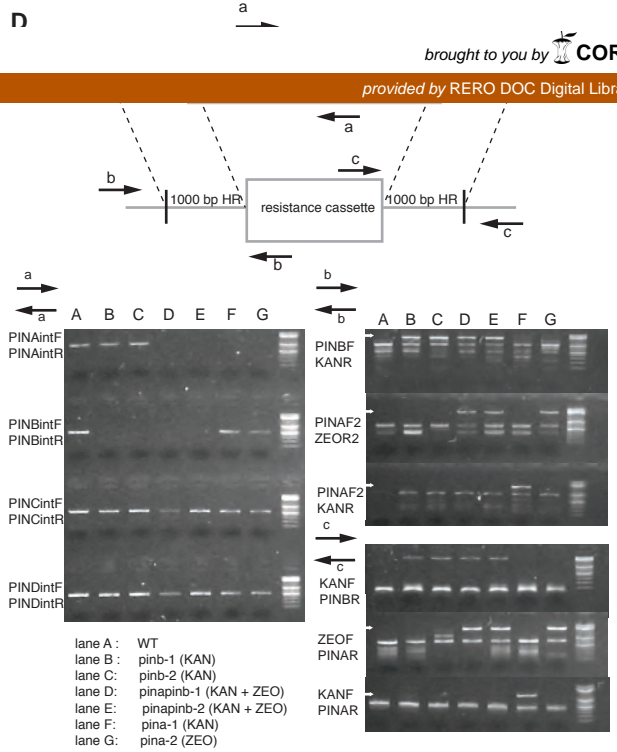 D
a
brought to you by COR
provided by RERO DOC Digital Libra
a
c
b
1000 bp HR
resistance cassette
1000 bp HR
b
c
a
a
A B C D E F G
PINAintF
PINAintR
PINBintF
PINBintR
PINCintF
PINCintR
PINDintF
PINDintR
b
b
A B C D E F G
PINBF
KANR
PINAF2
ZEOR2
PINAF2
KANR
c
c
KANF
PINBR
ZEOF
PINAR
KANF
PINAR
lane A : WT
lane B : pinb-1 (KAN)
lane C: pinb-2 (KAN)
lane D: pinapinb-1 (KAN + ZEO)
lane E: pinapinb-2 (KAN + ZEO)
lane F: pina-1 (KAN)
lane G: pina-2 (ZEO)